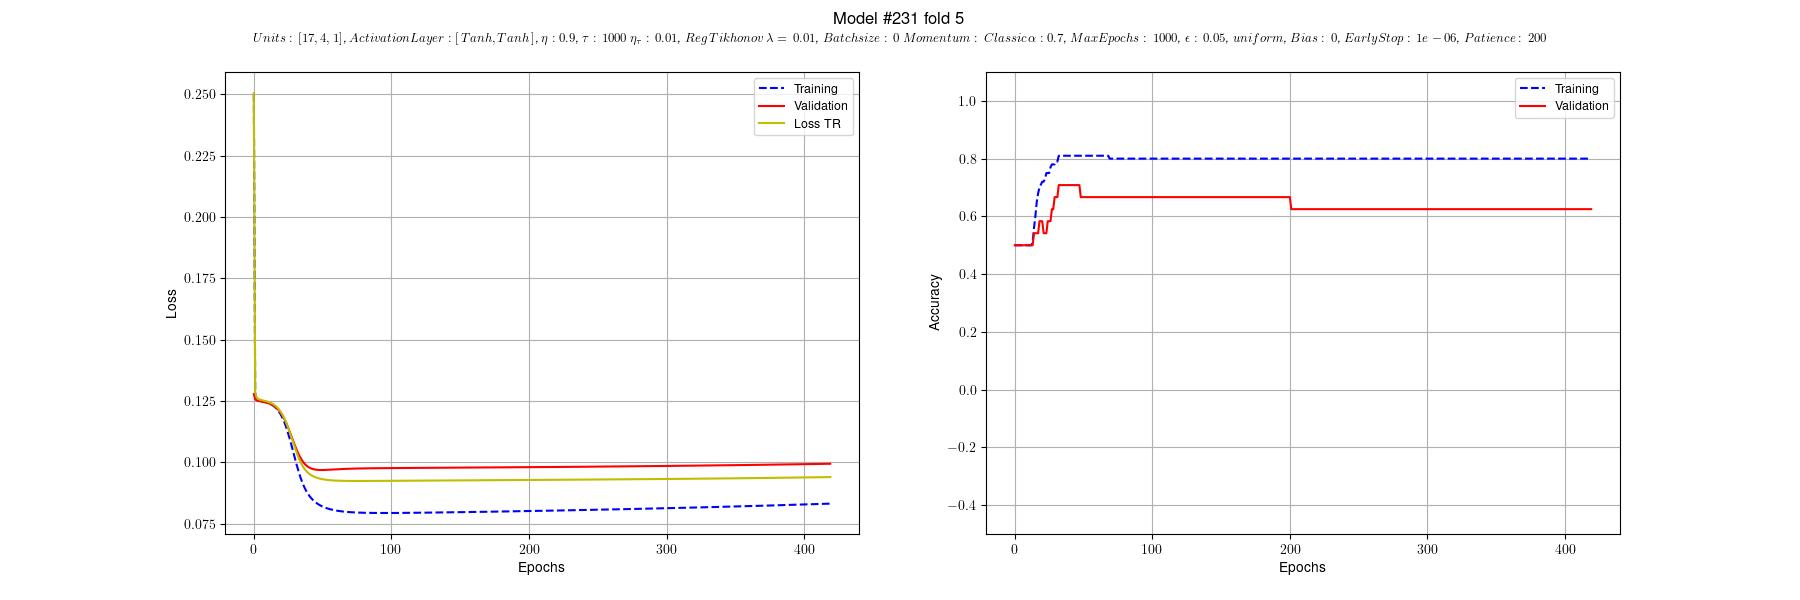 Model #231 fold 5
Units : [17, 4, 1], ActivationLayer : [Tanh, Tanh], η : 0.9, τ : 1000 ητ : 0.01, RegTikhonov λ = 0.01, Batchsize : 0 Momentum : Classicα : 0.7, MaxEpochs : 1000, ϵ : 0.05, uniform, Bias : 0, EarlyStop : 1e − 06, Patience : 200
Loss
0.250
0.225
0.200
0.175
0.150
0.125
0.100
0.075
Training
Validation
Loss TR
0 100 200 300 400
Epochs
Accuracy
1.0
0.8
0.6
0.4
0.2
0.0
−0.2
−0.4
Training
Validation
0 100 200 300 400
Epochs